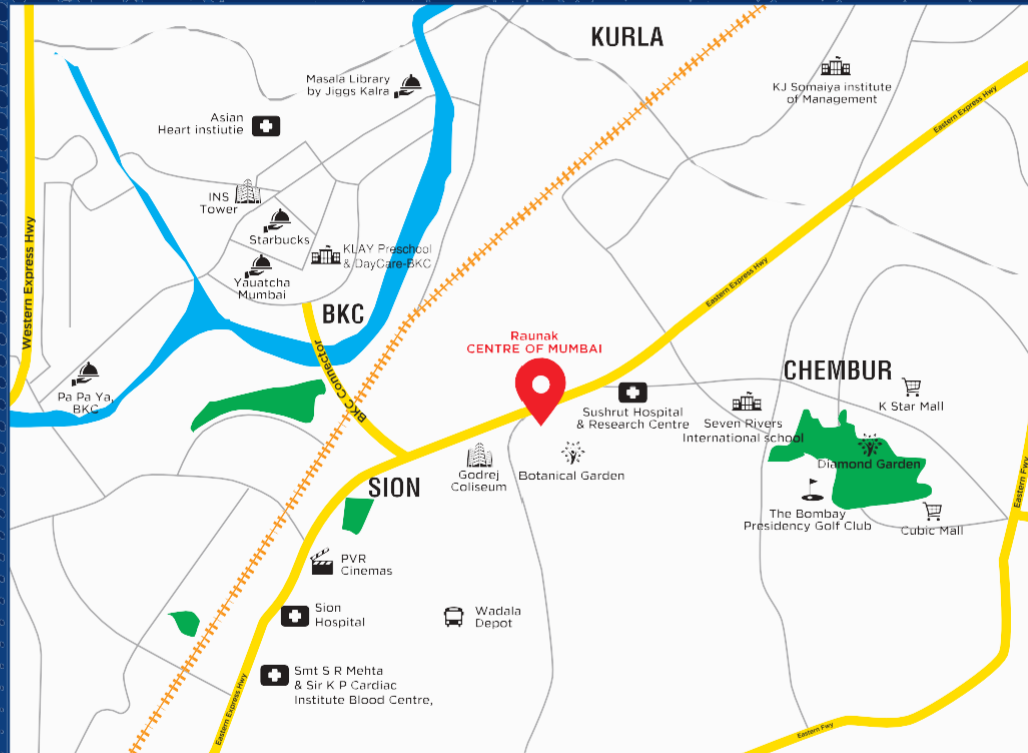 KURLA
Masala Library
by Jiggs Kalra
KJ Somaiya institute
of Management
Asian
Heart instiutie
Eastern Express Hwy
INS
Tower
Starbucks
KLAY Preschool
& DayCare-BKC
Yauatcha
Mumbai
Western Express Hwy
Eastern Express Hwy
BKC
BKC Connector
BKC
Raunak
CENTRE OF MUMBAI
CHEMBUR
Pa Pa Ya,
BKC
K Star Mall
Sushrut Hospital
& Research Centre
Seven Rivers
International school
Diamond Garden
Godrej
Coliseum
Botanical Garden
SION
Eastern Fwy
The Bombay
Presidency Golf Club
Cubic Mall
PVR
Cinemas
Sion
Hospital
Wadala
Depot
Smt S R Mehta
& Sir K P Cardiac
Institute Blood Centre,
Eastern Express Hwy
Eastern Fwy